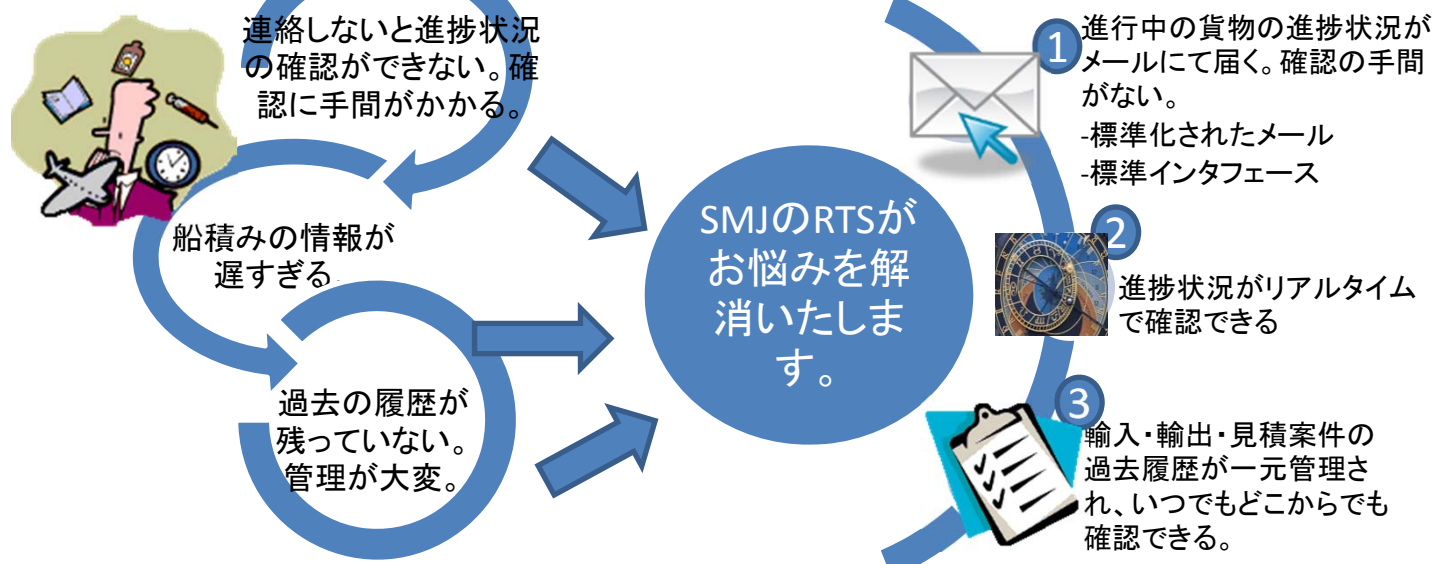 連絡しないと進捗状況
の確認ができない。確
認に手間がかかる。
船積みの情報が
遅すぎる.
過去の履歴が
残っていない。
管理が大変。
SMJのRTSが
お悩みを解
消いたしま
す。
1
進行中の貨物の進捗状況が
メールにて届く。確認の手間
がない。
-標準化されたメール
-標準インタフェース
2
進捗状況がリアルタイム
で確認できる
3
輸入・輸出・見積案件の
過去履歴が一元管理さ
れ、いつでもどこからでも
確認できる。